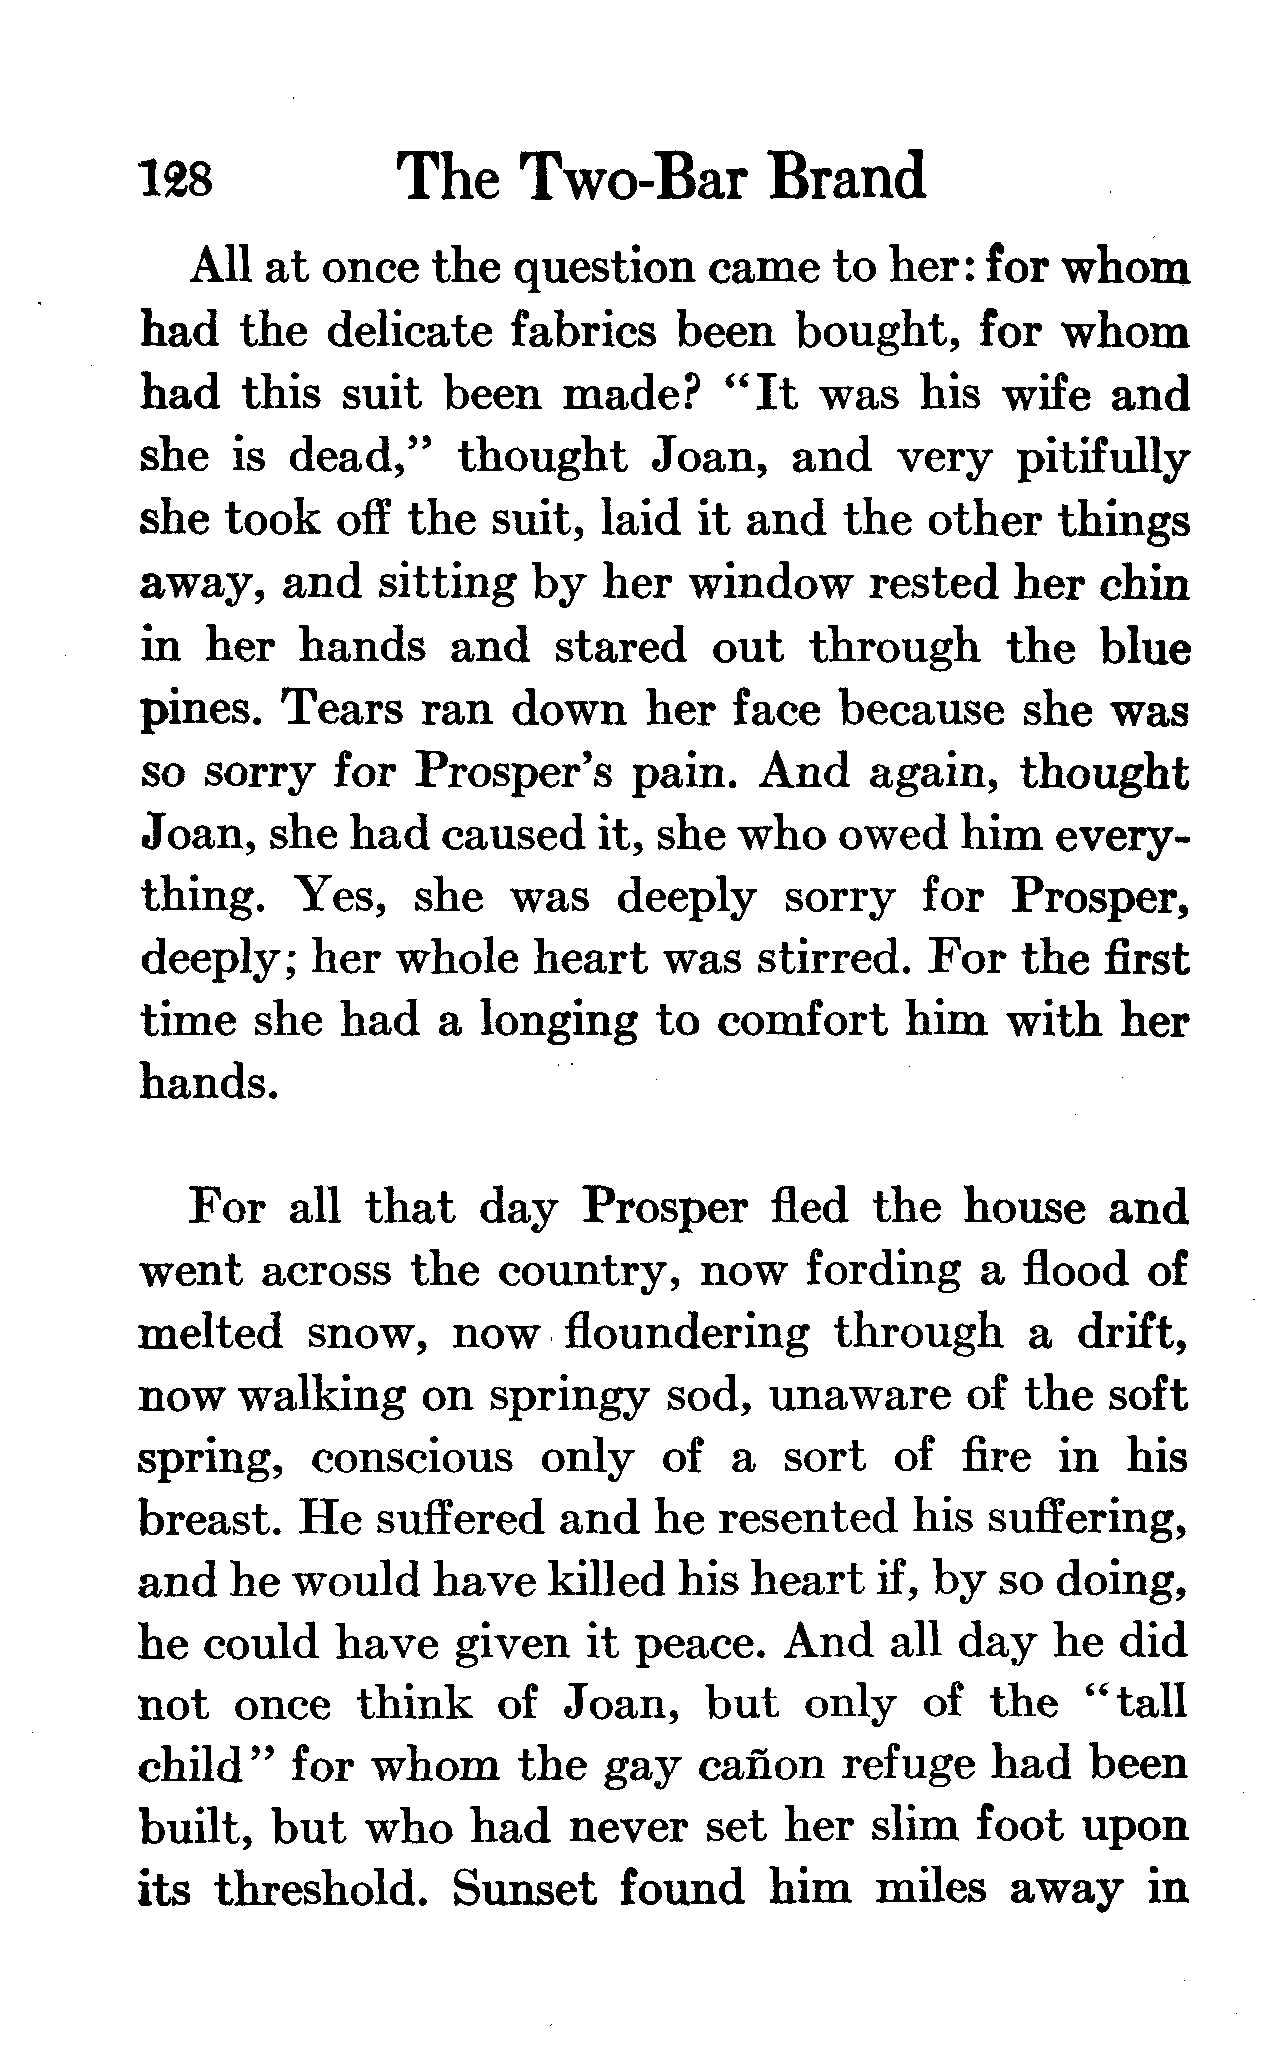 128 The Two-Bar Brand
All at once the question came to her: for whom
had the delicate fabrics been bought, for whom
had this suit been made? “It was his wife and
she is dead,” thought Joan, and very pitifully
she took off the suit, laid it and the other things
away, and sitting by her window rested her chin
in her hands and stared out through the blue
pines. Tears ran down her face because she was
so sorry for Prosper’s pain. And again, thought
Joan, she had caused it, she who owed him every-
thing. Yes, she was deeply sorry for Prosper,
deeply; her whole heart was stirred. For the first
time she had a longing to comfort him with her
hands.
For all that day Prosper fled the house and
went across the country, now fording a flood of
melted snow, now floundering through a drift,
now walking on springy sod, unaware of the soft
spring, conscious only of a sort of fire in his
breast. He suffered and he resented his suffering,
and he would have killed his heart if, by so doing,
he could have given it peace. And all day he did
not once think of Joan, but only of the “tall
child” for whom the gay cañon refuge had been
built, but who had never set her slim foot upon
its threshold. Sunset found him miles away in